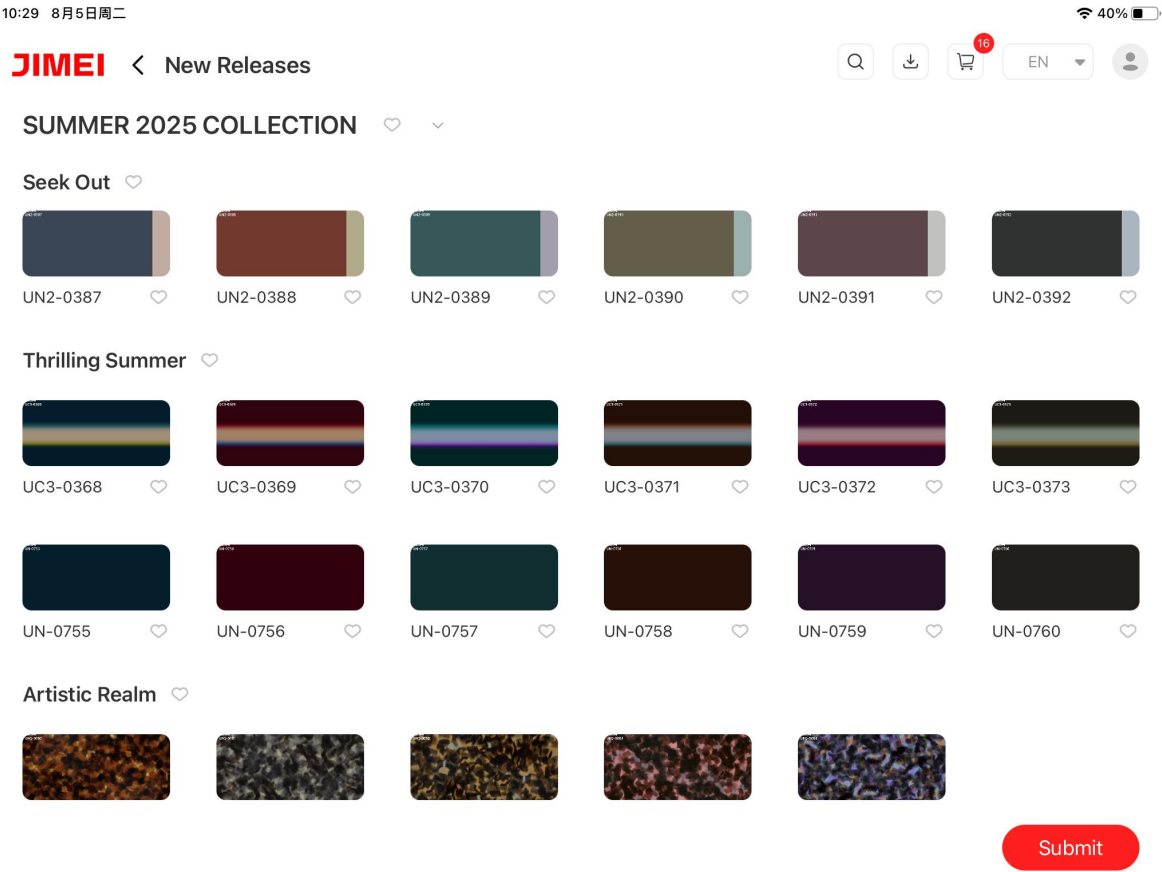 10:29 8月5日周二
40%
JIMEI New Releases
16
EN
SUMMER 2025 COLLECTION
Seek Out
UN2-0387 UN2-0388 UN2-0389 UN2-0390 UN2-0391 UN2-0392
Thrilling Summer
UC3-0368 UC3-0369 UC3-0370 UC3-0371 UC3-0372 UC3-0373
UN-0755 UN-0756 UN-0757 UN-0758 UN-0759 UN-0760
Artistic Realm
Submit